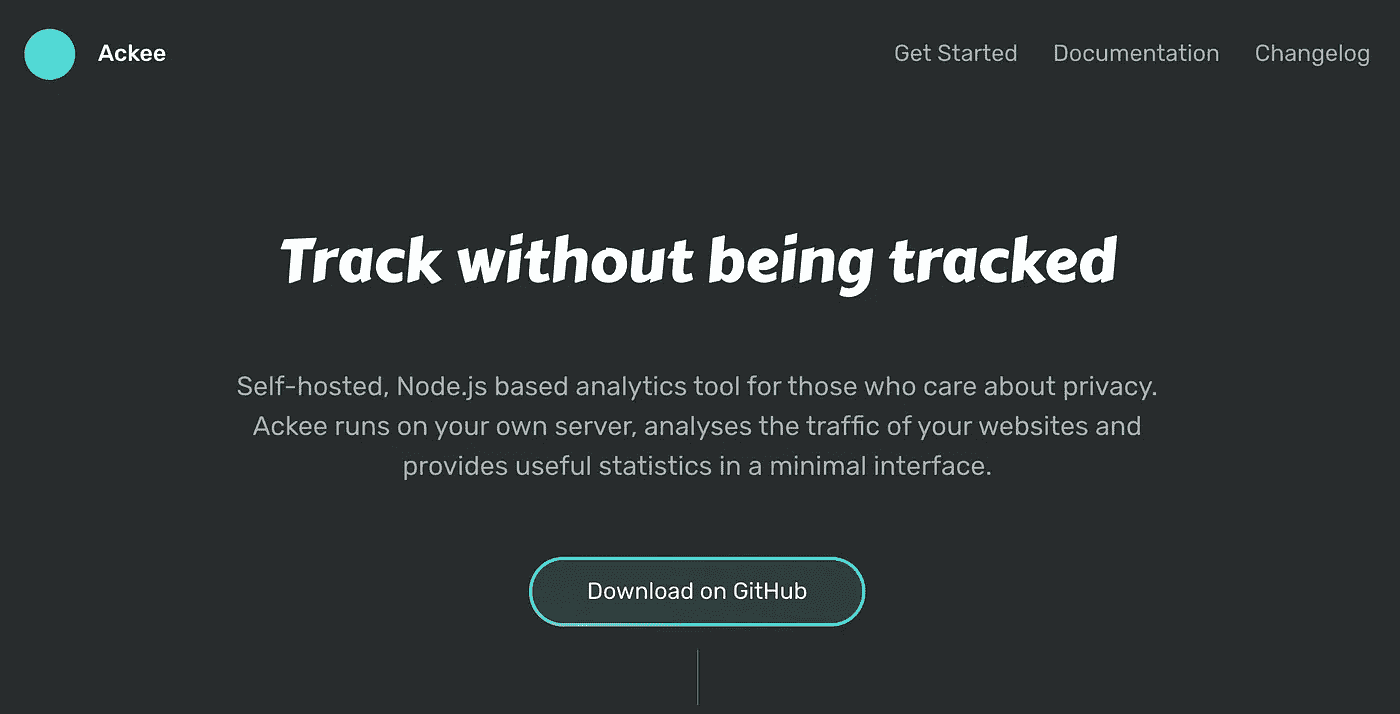 Ackee
Get Started
Documentation
Changelog
Track without being tracked
Self-hosted, Node.js based analytics tool for those who care about privacy.
Ackee runs on your own server, analyses the traffic of your websites and
provides useful statistics in a minimal interface.
Download on GitHub